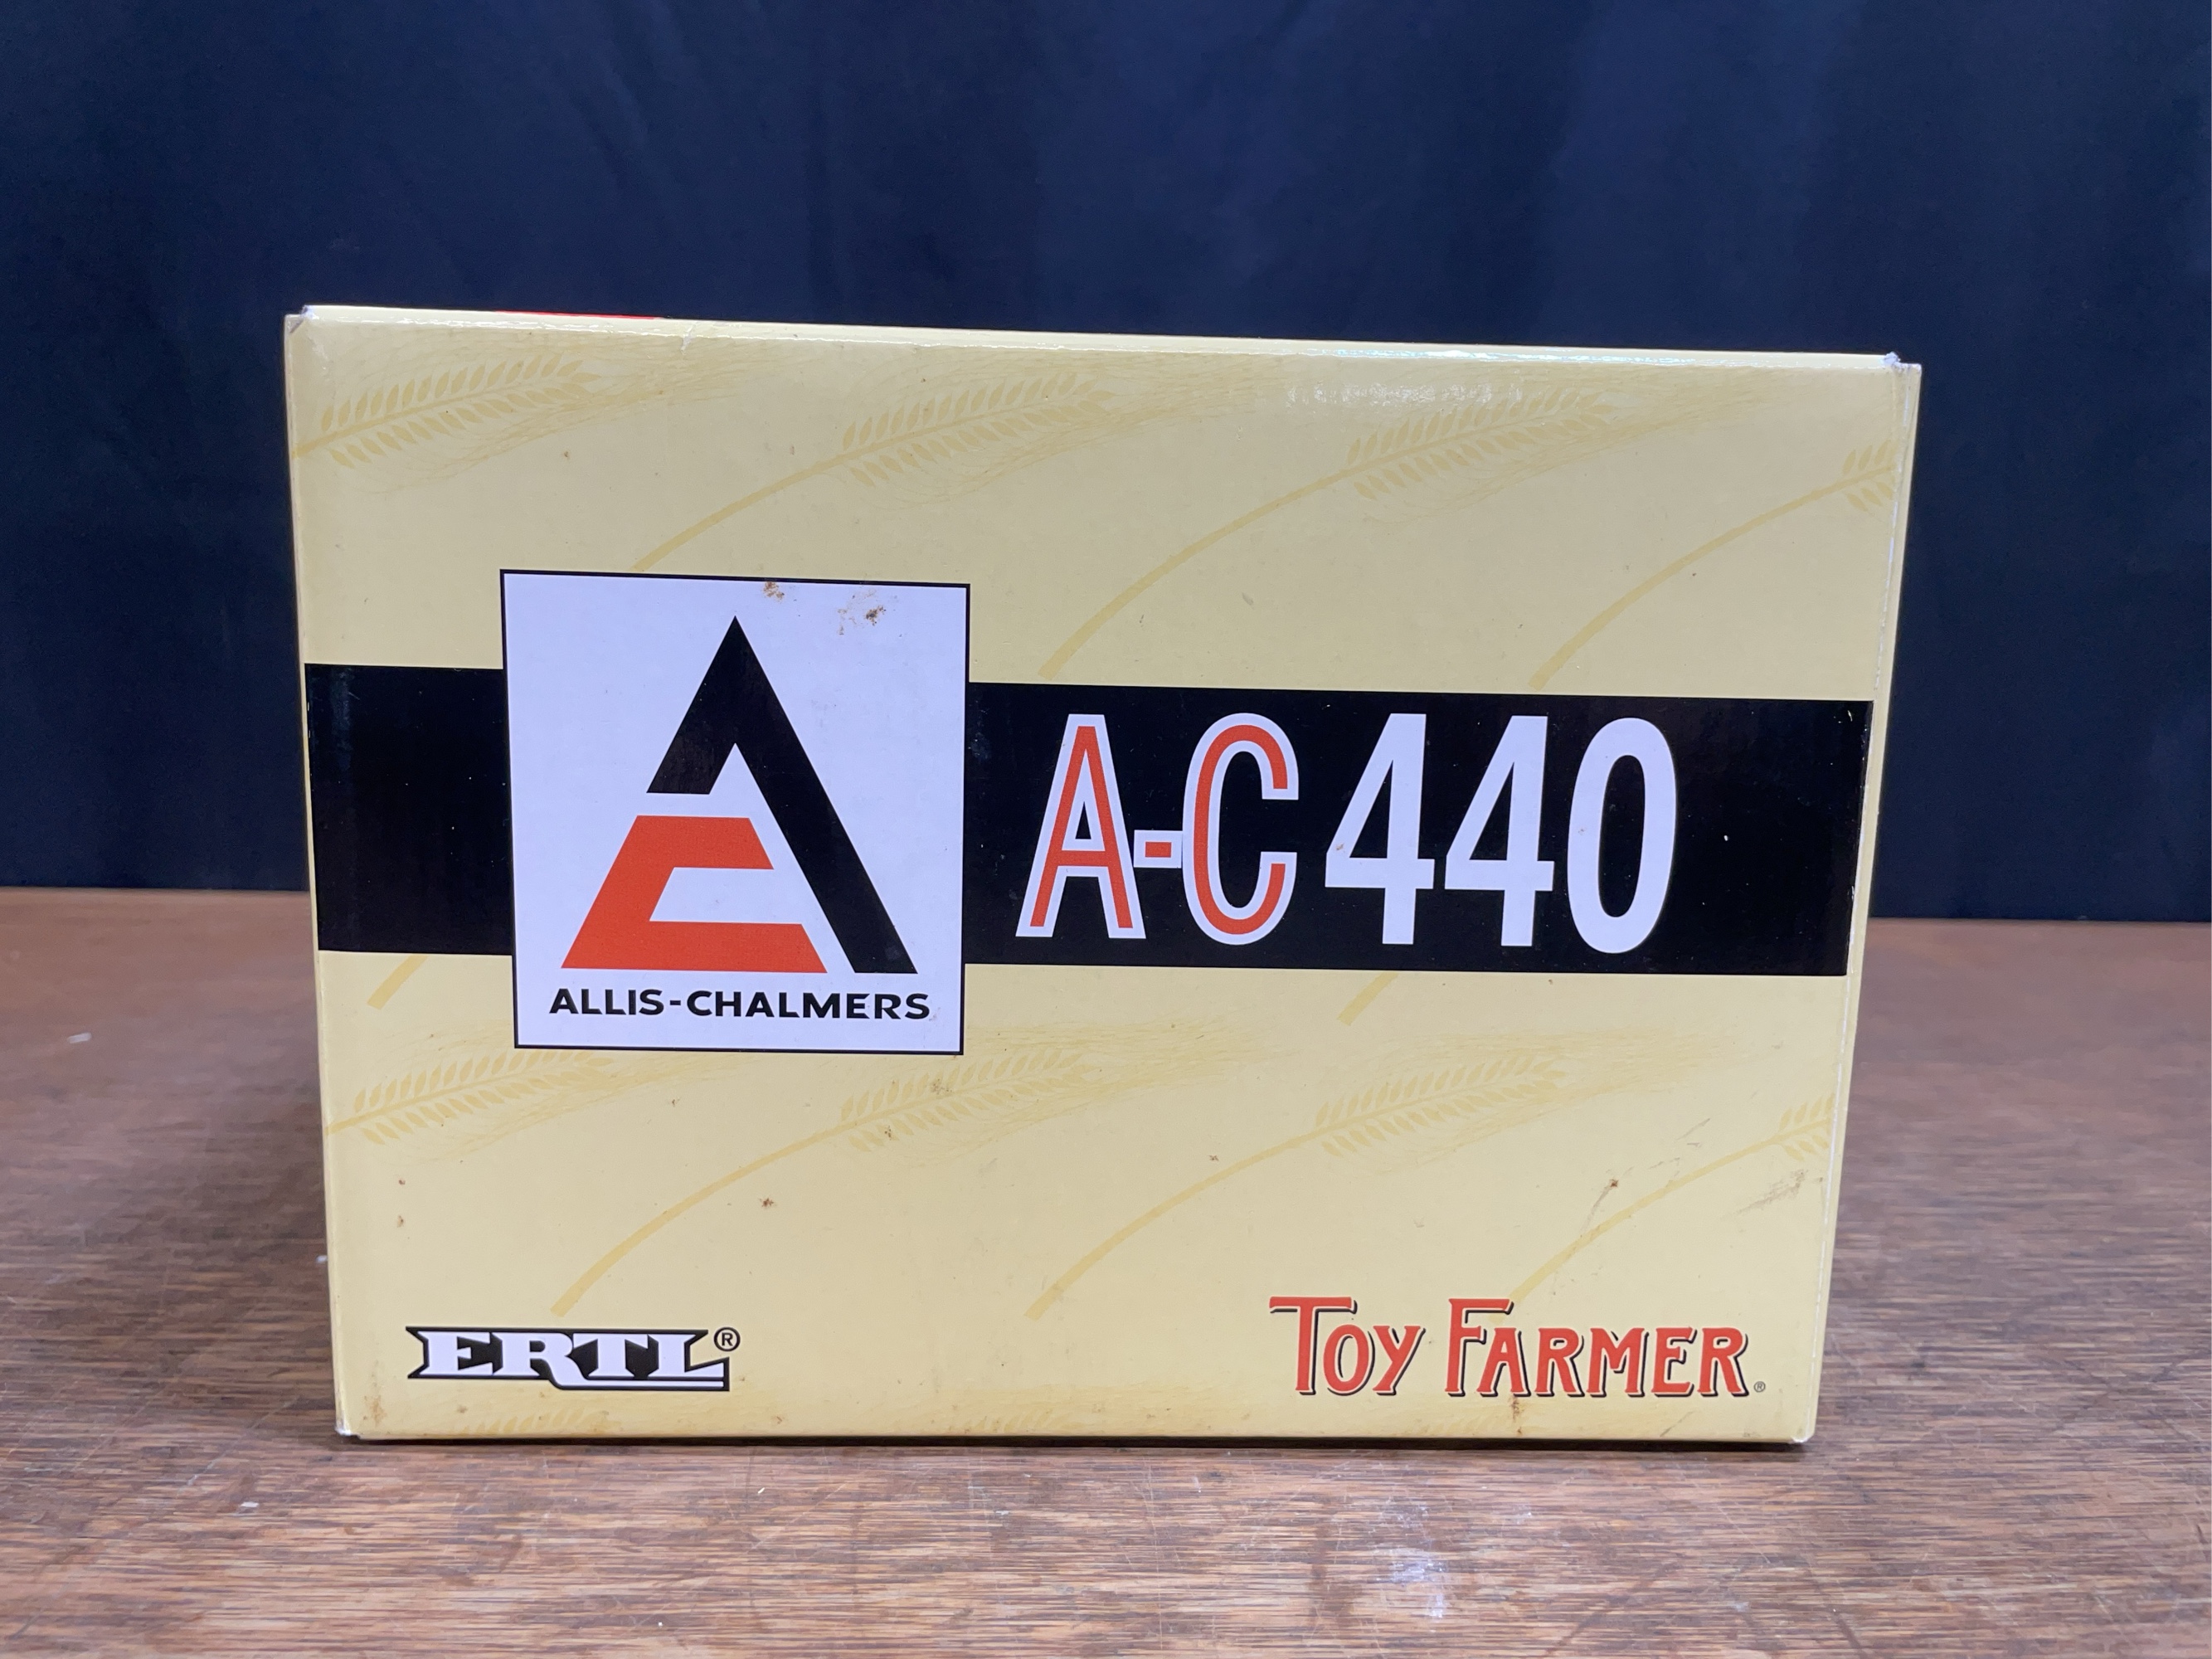 A-C 440
ALLIS-CHALMERS
ERTL®
TOY FARMER®